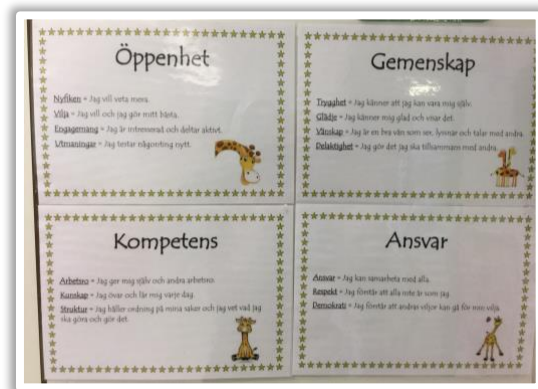 Öppenhet
Nyfiken = Jag vill veta mera.
Vilja = Jag vill och jag gör mitt bästa.
Engagemang = Jag är intresserad och deltar aktivt.
Utmaningar = Jag testar någonting nytt.
Gemenskap
Trygghet = Jag känner att jag kan vara mig själv.
Glädje = Jag känner mig glad och visar det.
Vänskap = Jag är en bra vän som ser, lyssnar och talar med andra.
Delaktighet = Jag gör det jag ska tillsammans med andra.
Kompetens
Arbetsro = Jag ger mig själv och andra arbetsro.
Kunskap = Jag övar och lär mig varje dag.
Struktur = Jag håller ordning på mina saker och jag vet vad jag
ska göra och gör det.
Ansvar
Ansvar = Jag kan samarbeta med alla.
Respekt = Jag förstår att alla inte är som jag.
Demokrati = Jag förstår att andras viljor kan gå för min vilja.